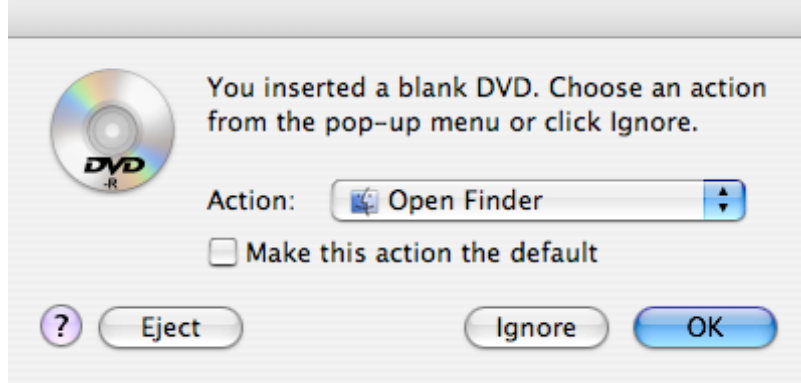 You inserted a blank DVD. Choose an action
from the pop-up menu or click Ignore.
DVD
-R
Action: Open Finder
Make this action the default
? Eject Ignore OK